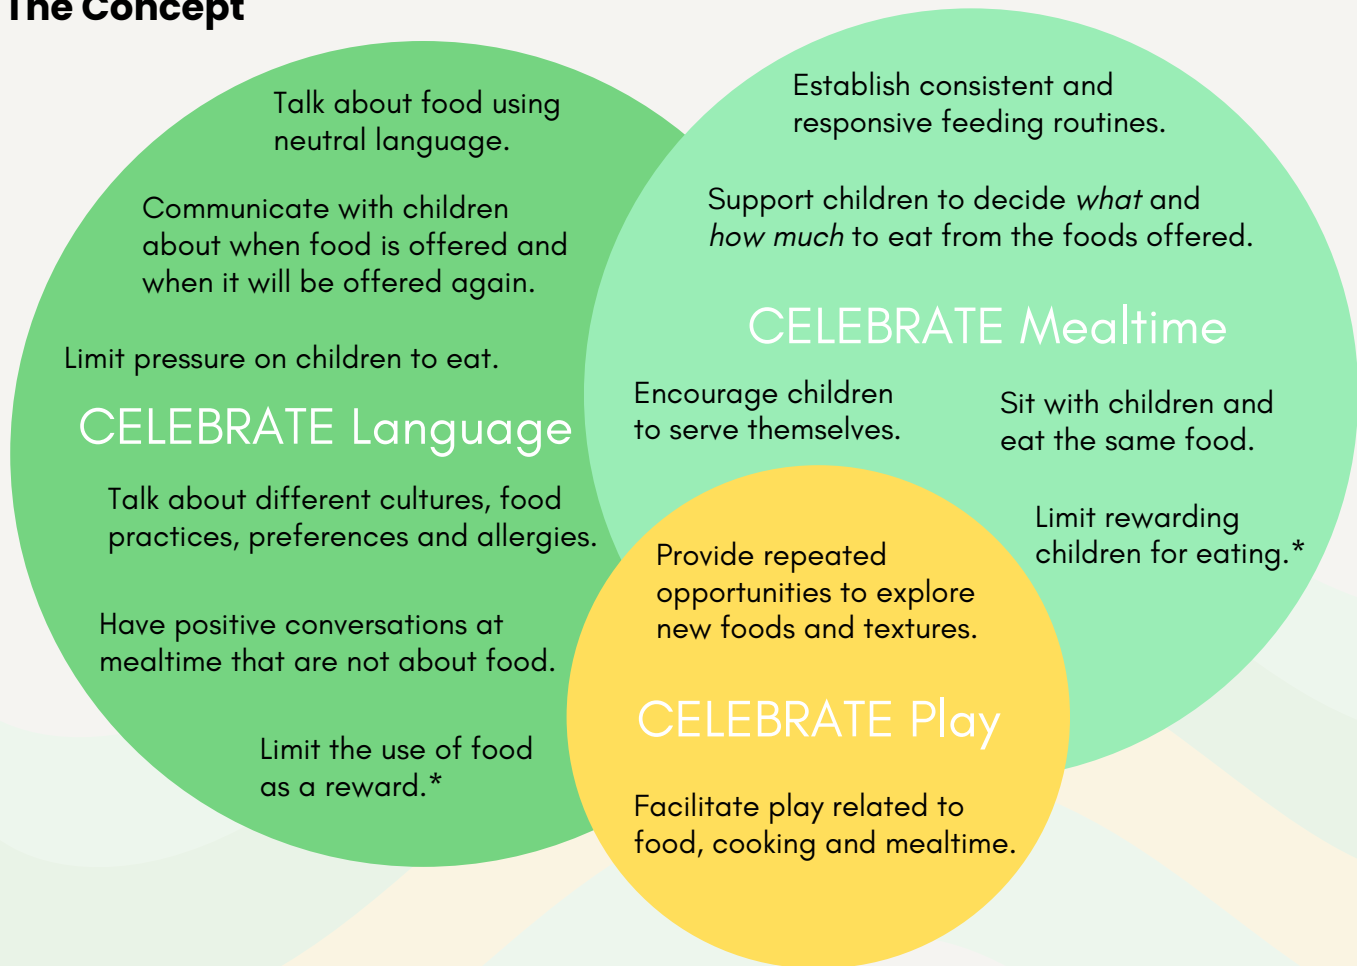 The Concept
Talk about food using
neutral language.
Communicate with children
about when food is offered and
when it will be offered again.
Limit pressure on children to eat.
CELEBRATE Language
Talk about different cultures, food
practices, preferences and allergies.
Have positive conversations at
mealtime that are not about food.
Limit the use of food
as a reward.*
Establish consistent and
responsive feeding routines.
Support children to decide what and
how much to eat from the foods offered.
CELEBRATE Mealtime
Encourage children
to serve themselves.
Sit with children and
eat the same food.
Limit rewarding
children for eating.*
Provide repeated
opportunities to explore
new foods and textures.
CELEBRATE Play
Facilitate play related to
food, cooking and mealtime.